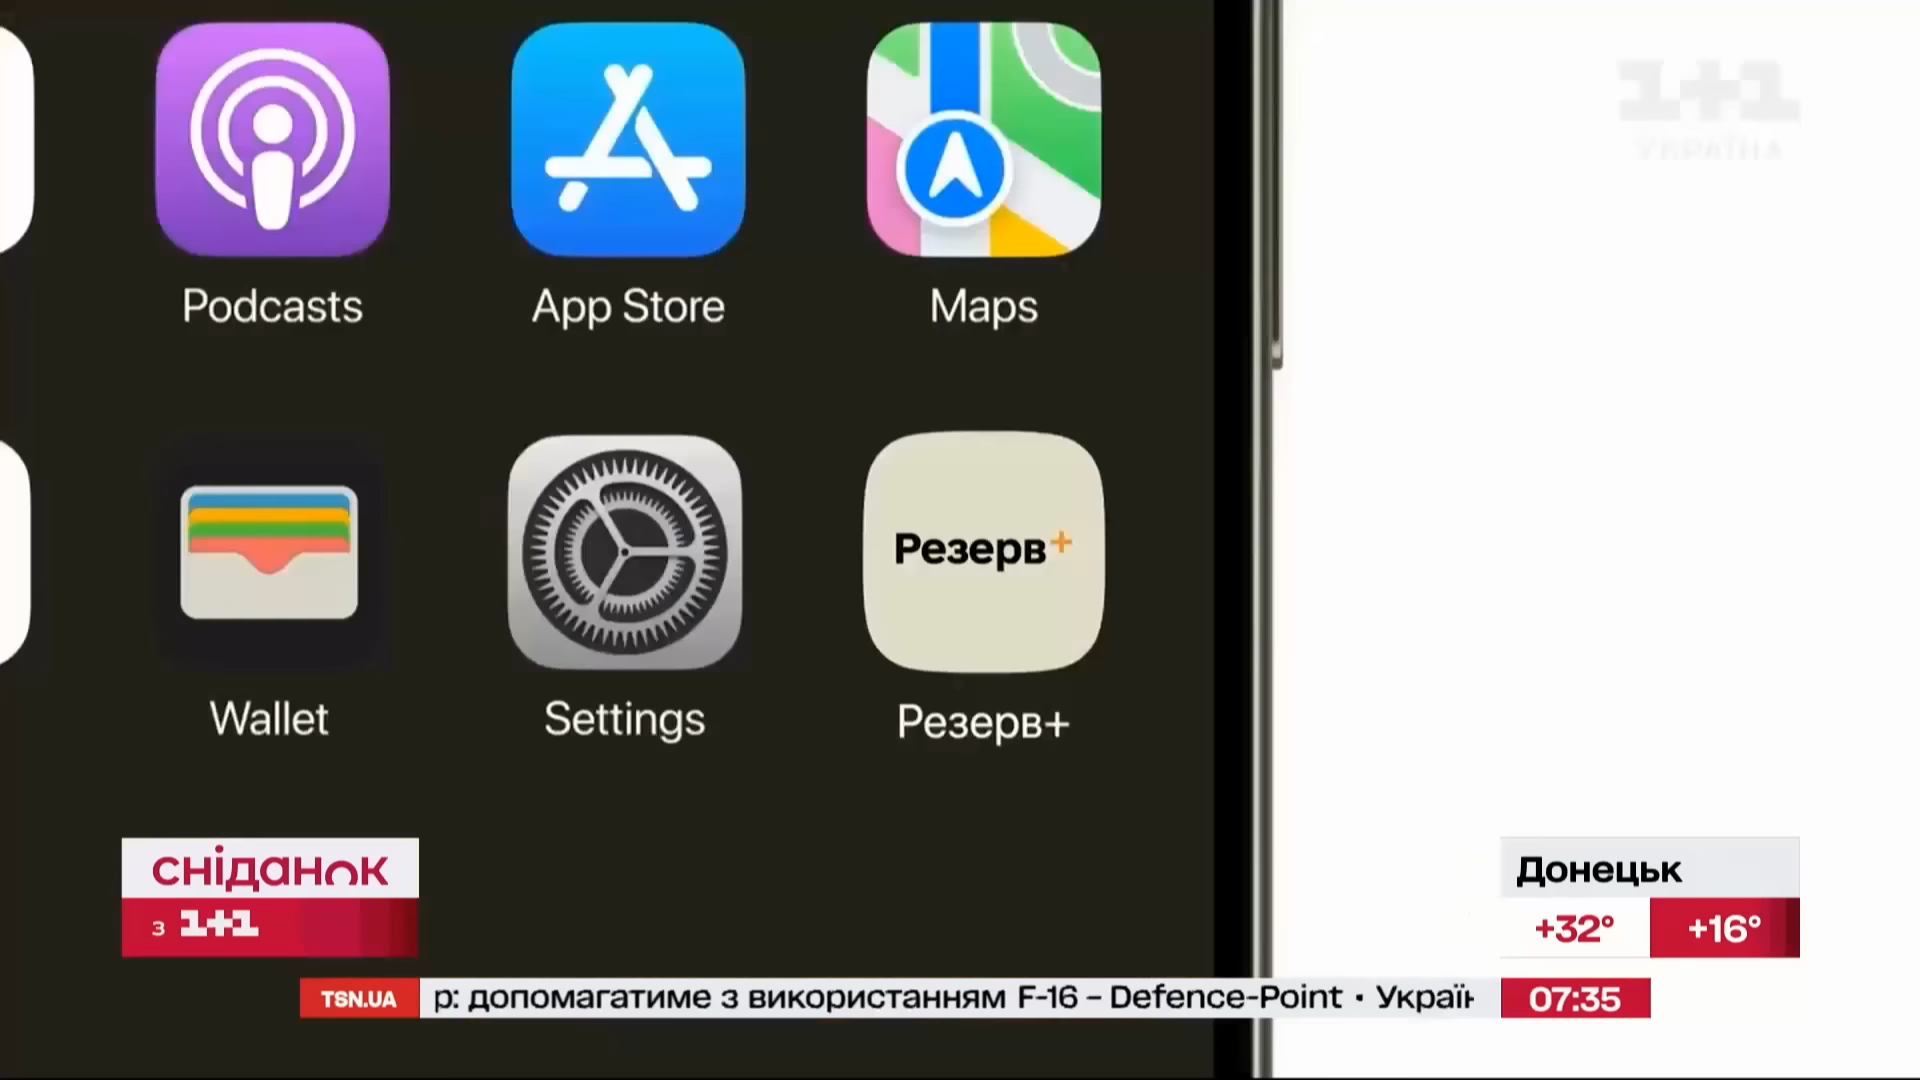 1+1
УКРАЇНА
Podcasts
App Store
Maps
Резерв+
Wallet
Settings
Резерв+
сніданок
з 1+1
Донецьк
+32° +16°
TSN.UA р: допомагатиме з використанням F-16 – Defence-Point • Україн 07:35